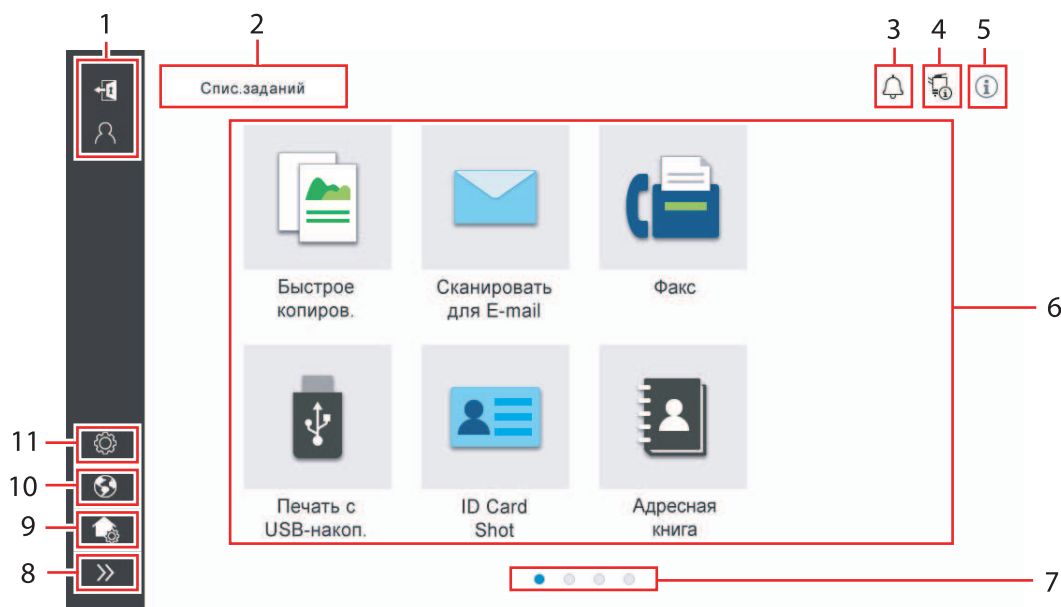 1
2
3
4
5
Спис.заданий
Быстрое
копиров.
Сканировать
для E-mail
Факс
6
Печать с
USB-накоп.
ID Card
Shot
Адресная
книга
11
10
9
8
7